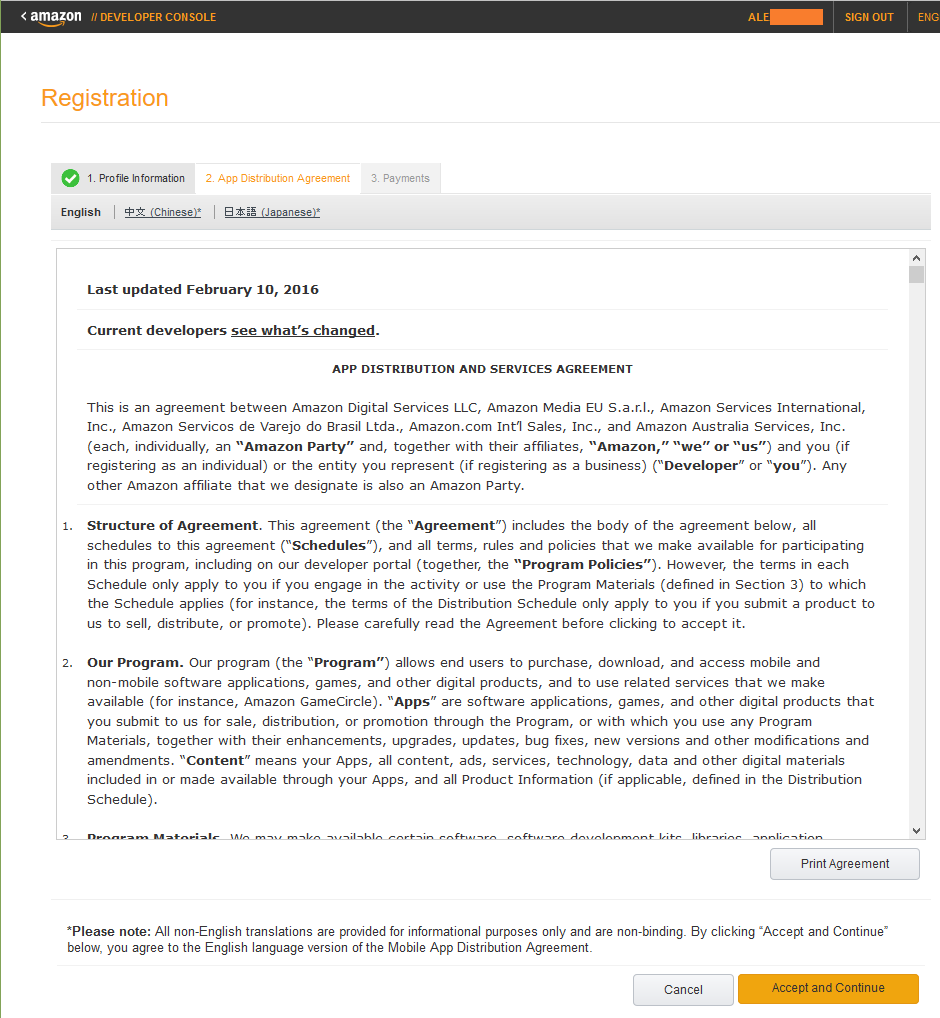 amazon // DEVELOPER CONSOLE ALE SIGN OUT ENG
Registration
1. Profile Information 2. App Distribution Agreement 3. Payments
English 中文 (Chinese)* 日本語 (Japanese)*
Last updated February 10, 2016
Current developers see what’s changed.
APP DISTRIBUTION AND SERVICES AGREEMENT
This is an agreement between Amazon Digital Services LLC, Amazon Media EU S.a.r.l., Amazon Services International,
Inc., Amazon Servicos de Varejo do Brasil Ltda., Amazon.com Int’l Sales, Inc., and Amazon Australia Services, Inc.
(each, individually, an “Amazon Party” and, together with their affiliates, “Amazon,” “we” or “us”) and you (if
registering as an individual) or the entity you represent (if registering as a business) (“Developer” or “you”). Any
other Amazon affiliate that we designate is also an Amazon Party.
1. Structure of Agreement. This agreement (the “Agreement”) includes the body of the agreement below, all
schedules to this agreement (“Schedules”), and all terms, rules and policies that we make available for participating
in this program, including on our developer portal (together, the “Program Policies”). However, the terms in each
Schedule only apply to you if you engage in the activity or use the Program Materials (defined in Section 3) to which
the Schedule applies (for instance, the terms of the Distribution Schedule only apply to you if you submit a product to
us to sell, distribute, or promote). Please carefully read the Agreement before clicking to accept it.
2. Our Program. Our program (the “Program”) allows end users to purchase, download, and access mobile and
non-mobile software applications, games, and other digital products, and to use related services that we make
available (for instance, Amazon GameCircle). “Apps” are software applications, games, and other digital products that
you submit to us for sale, distribution, or promotion through the Program, or with which you use any Program
Materials, together with their enhancements, upgrades, updates, bug fixes, new versions and other modifications and
amendments. “Content” means your Apps, all content, ads, services, technology, data and other digital materials
included in or made available through your Apps, and all Product Information (if applicable, defined in the Distribution
Schedule).
3. Program Materials. We may make available certain software, software development kits, libraries, application
Print Agreement
*Please note: All non-English translations are provided for informational purposes only and are non-binding. By clicking “Accept and Continue”
below, you agree to the English language version of the Mobile App Distribution Agreement.
Cancel Accept and Continue